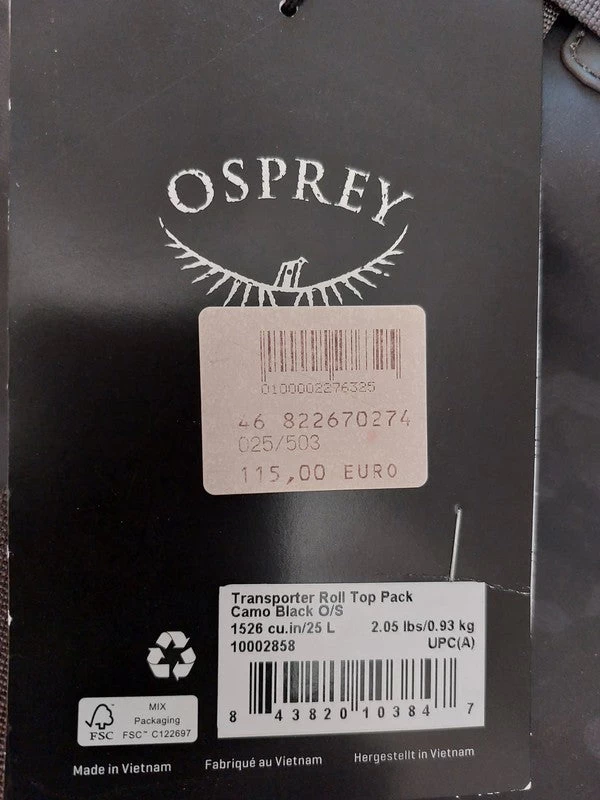 OSPREY
0100002276325
46 822670274
025/503
115,00 EURO
Transporter Roll Top Pack
Camo Black O/S
1526 cu.in/25 L 2.05 lbs/0.93 kg
10002858 UPC(A)
8 43820 10384 7
MIX
Packaging
FSC FSC™ C122697
Made in Vietnam Fabriqué au Vietnam Hergestellt in Vietnam